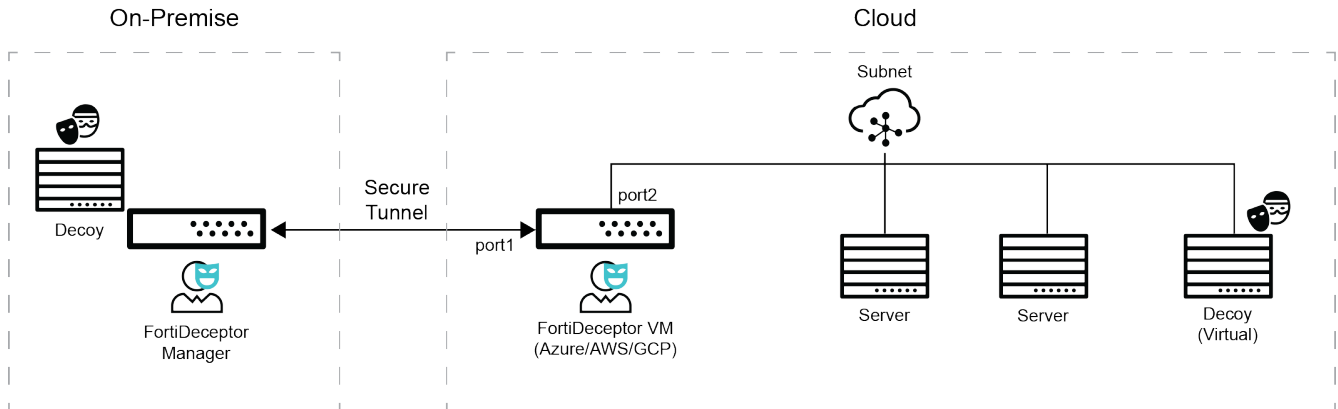 On-Premise
Cloud
Subnet
Secure
Tunnel
port2
Decoy
port1
FortiDeceptor
Manager
FortiDeceptor VM
(Azure/AWS/GCP)
Server
Server
Decoy
(Virtual)